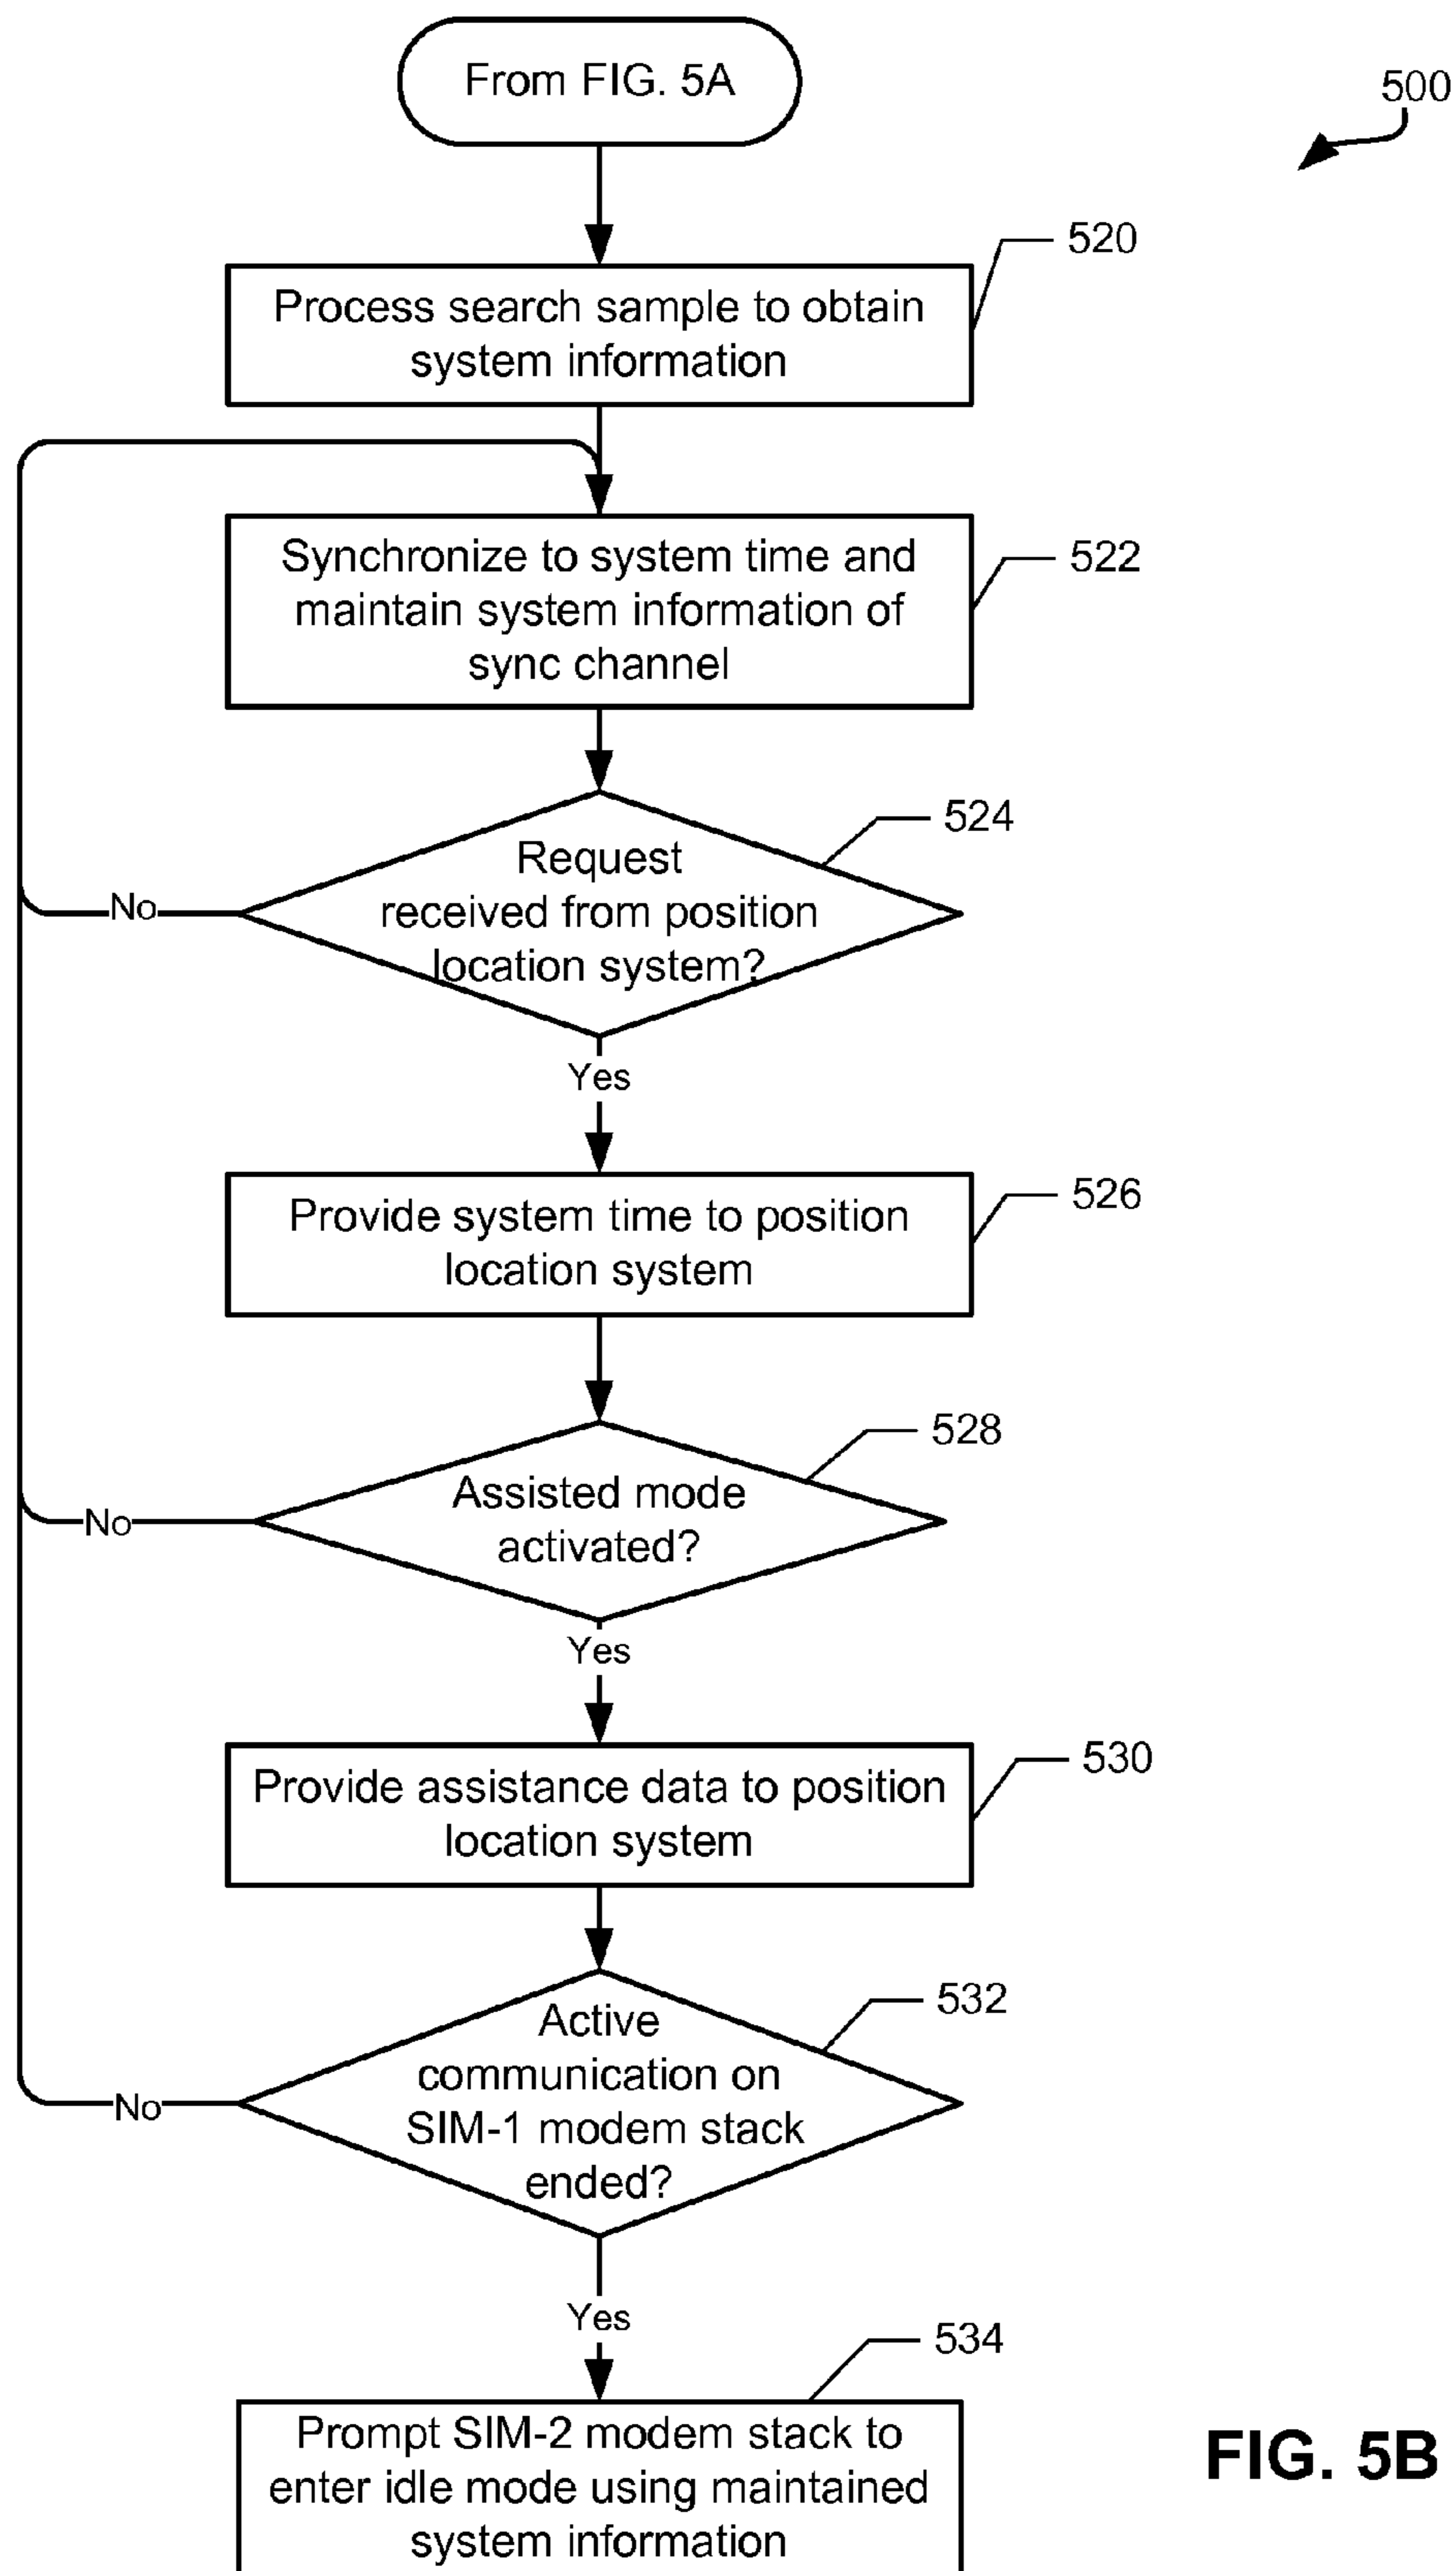 From FIG. 5A
500
520
Process search sample to obtain
system information
522
Synchronize to system time and
maintain system information of
sync channel
524
Request
received from position
location system?
No
Yes
526
Provide system time to position
location system
528
Assisted mode
activated?
No
Yes
530
Provide assistance data to position
location system
532
Active
communication on
SIM-1 modem stack
ended?
No
Yes
534
Prompt SIM-2 modem stack to
enter idle mode using maintained
system information
FIG. 5B